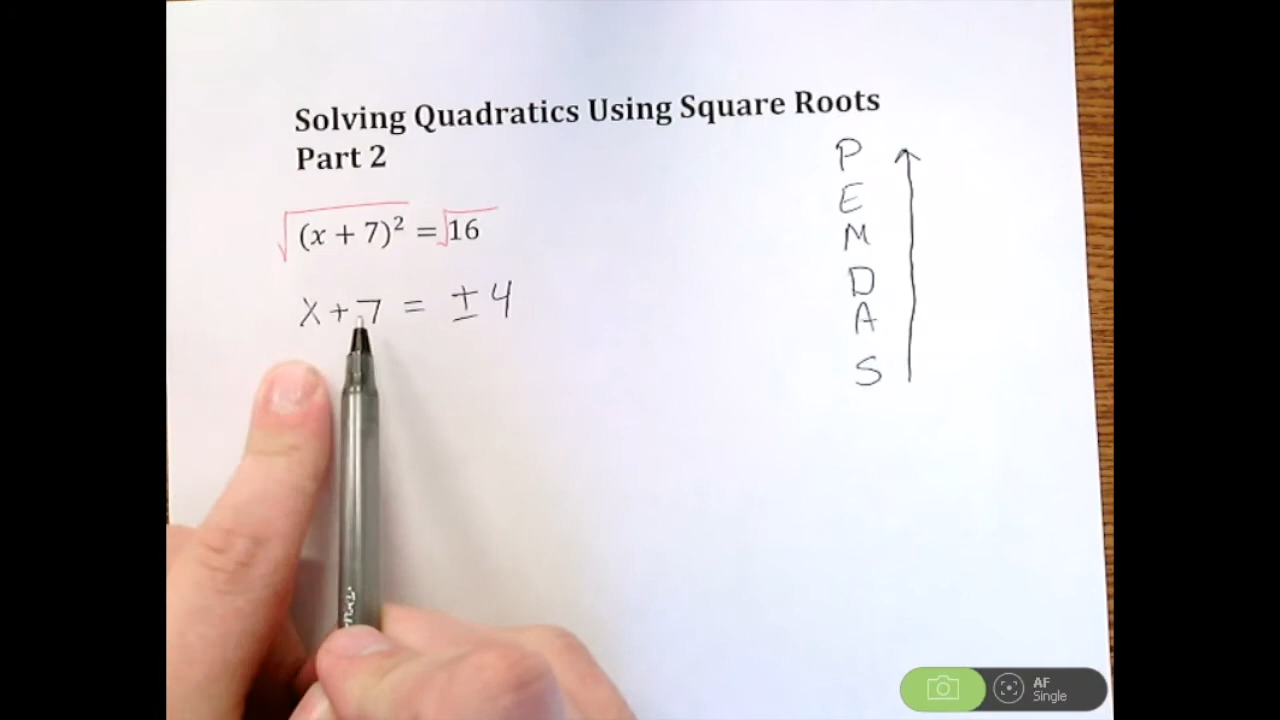 Solving Quadratics Using Square Roots
Part 2
√(x + 7)² = √16
x + 7 = ± 4
P
E
M
D
A
S
AF
Single